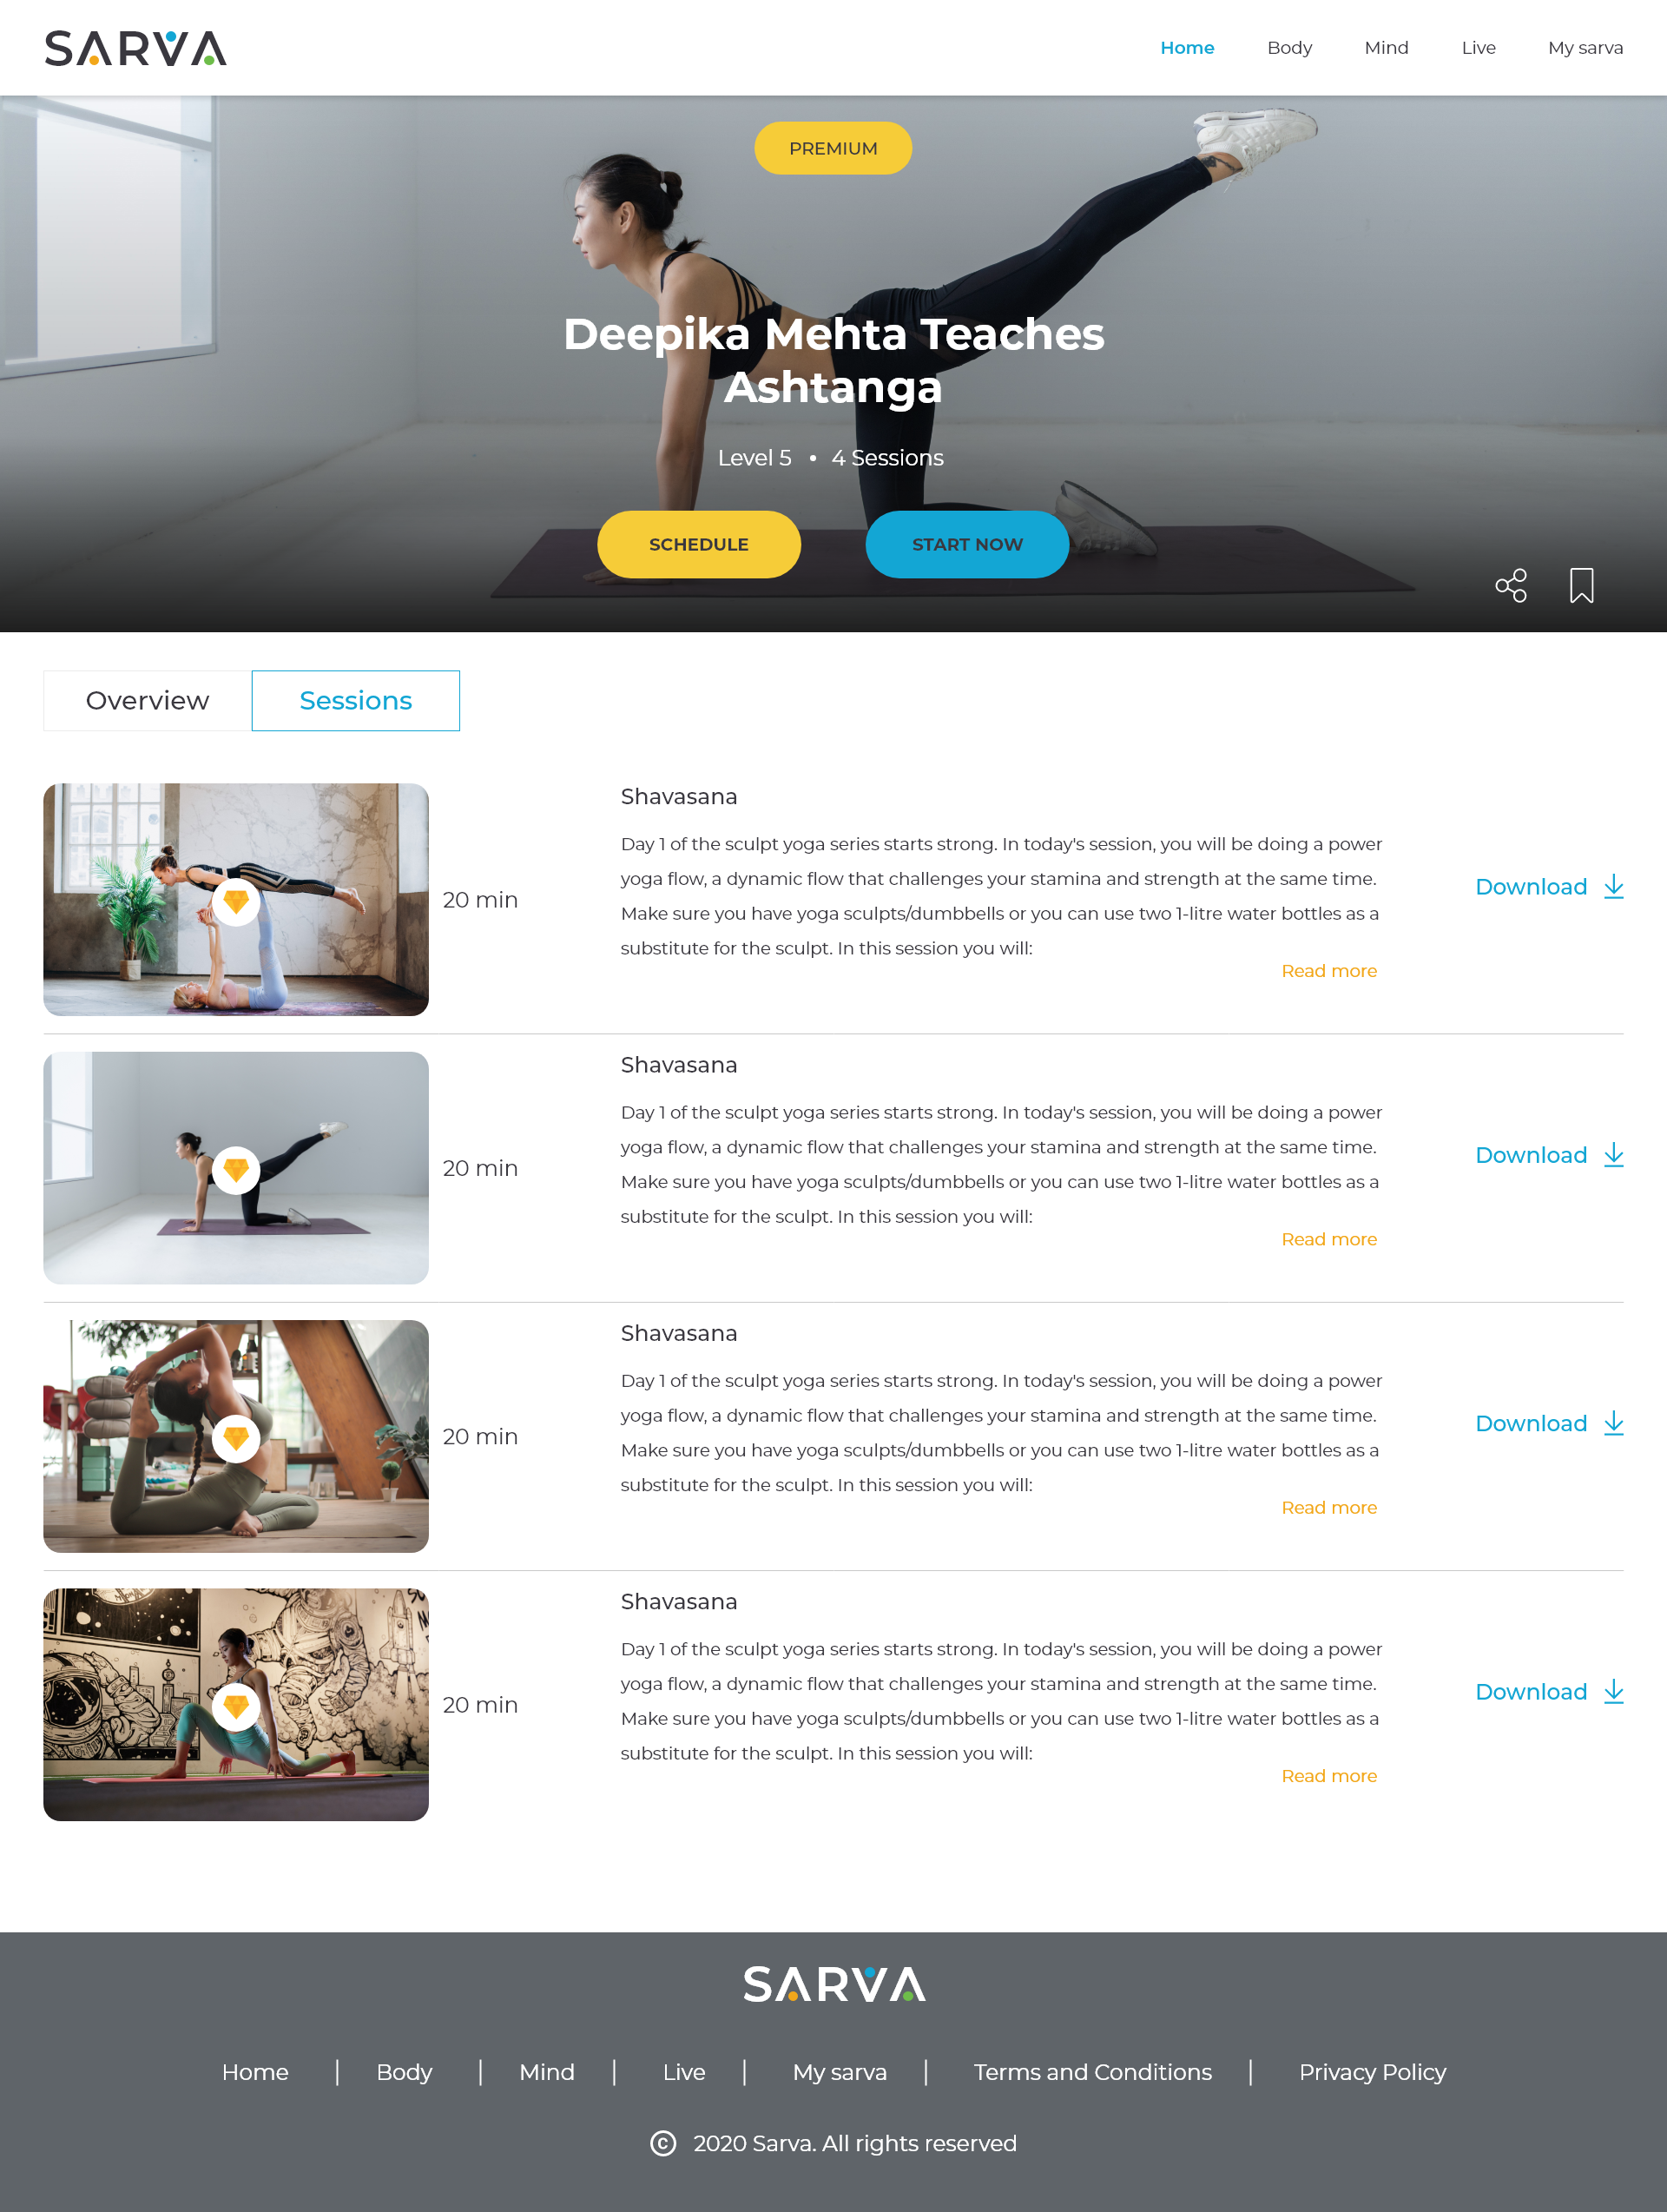 SARVA
Home Body Mind Live My sarva
PREMIUM
Deepika Mehta Teaches
Ashtanga
Level 5 • 4 Sessions
SCHEDULE START NOW
Overview Sessions
Shavasana
Day 1 of the sculpt yoga series starts strong. In today's session, you will be doing a power
yoga flow, a dynamic flow that challenges your stamina and strength at the same time.
Make sure you have yoga sculpts/dumbbells or you can use two 1-litre water bottles as a
substitute for the sculpt. In this session you will:
Read more
20 min
Download
Shavasana
Day 1 of the sculpt yoga series starts strong. In today's session, you will be doing a power
yoga flow, a dynamic flow that challenges your stamina and strength at the same time.
Make sure you have yoga sculpts/dumbbells or you can use two 1-litre water bottles as a
substitute for the sculpt. In this session you will:
Read more
20 min
Download
Shavasana
Day 1 of the sculpt yoga series starts strong. In today's session, you will be doing a power
yoga flow, a dynamic flow that challenges your stamina and strength at the same time.
Make sure you have yoga sculpts/dumbbells or you can use two 1-litre water bottles as a
substitute for the sculpt. In this session you will:
Read more
20 min
Download
Shavasana
Day 1 of the sculpt yoga series starts strong. In today's session, you will be doing a power
yoga flow, a dynamic flow that challenges your stamina and strength at the same time.
Make sure you have yoga sculpts/dumbbells or you can use two 1-litre water bottles as a
substitute for the sculpt. In this session you will:
Read more
20 min
Download
SARVA
Home | Body | Mind | Live | My sarva | Terms and Conditions | Privacy Policy
© 2020 Sarva. All rights reserved